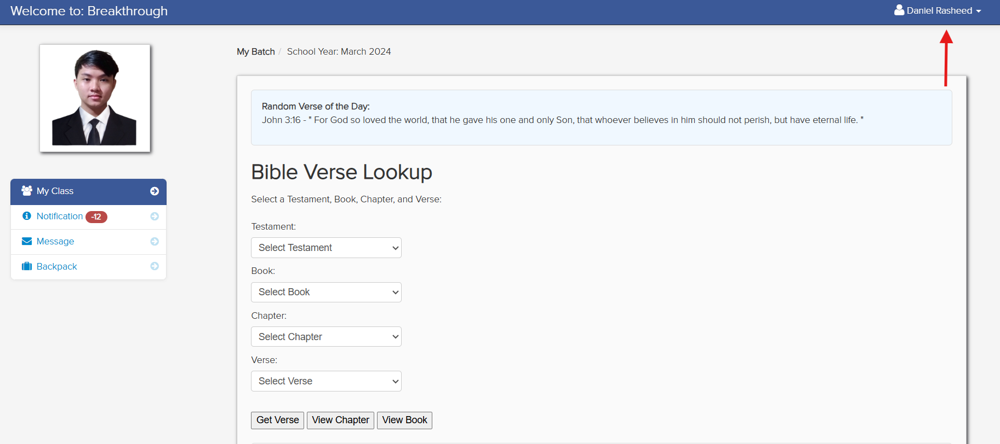 Welcome to: Breakthrough
Daniel Rasheed
My Batch / School Year: March 2024
Random Verse of the Day:
John 3:16 - " For God so loved the world, that he gave his one and only Son, that whoever believes in him should not perish, but have eternal life. "
My Class
Notification -12
Message
Backpack
Bible Verse Lookup
Select a Testament, Book, Chapter, and Verse:
Testament:
Select Testament
Book:
Select Book
Chapter:
Select Chapter
Verse:
Select Verse
Get Verse View Chapter View Book